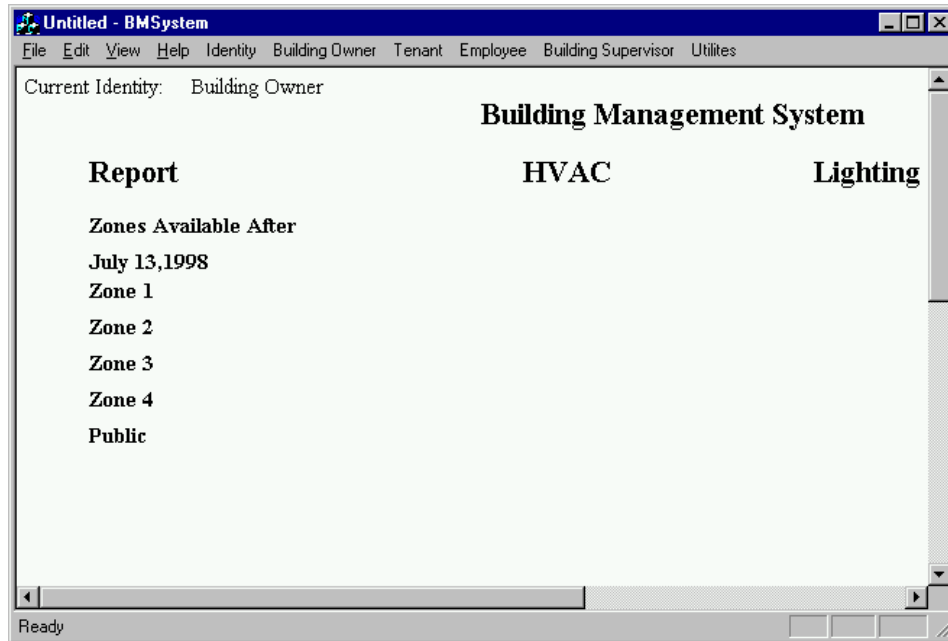 Untitled - BMSystem
File Edit View Help Identity Building Owner Tenant Employee Building Supervisor Utilites
Current Identity: Building Owner
Building Management System
Report HVAC Lighting
Zones Available After
July 13,1998
Zone 1
Zone 2
Zone 3
Zone 4
Public
Ready